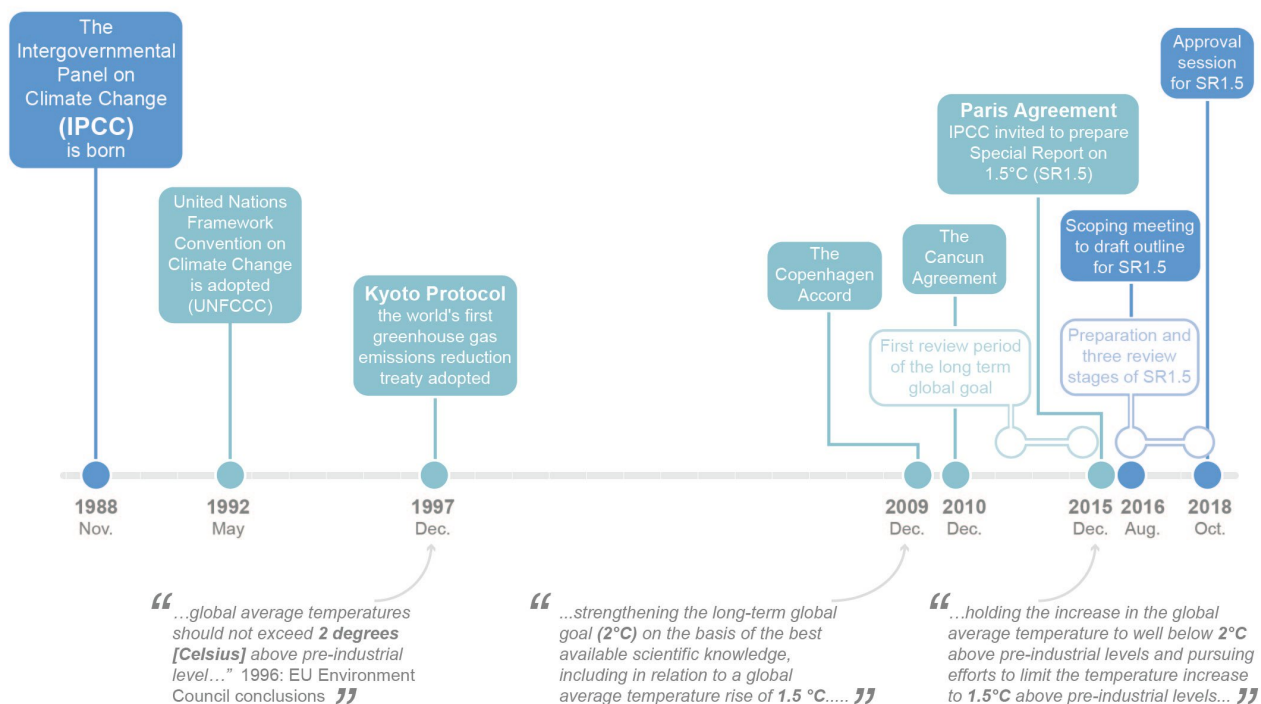 The
Intergovernmental
Panel on
Climate Change
(IPCC)
is born
United Nations
Framework
Convention on
Climate Change
is adopted
(UNFCCC)
Kyoto Protocol
the world's first
greenhouse gas
emissions reduction
treaty adopted
The
Copenhagen
Accord
The
Cancun
Agreement
First review period
of the long term
global goal
Paris Agreement
IPCC invited to prepare
Special Report on
1.5°C (SR1.5)
Scoping meeting
to draft outline
for SR1.5
Preparation and
three review
stages of SR1.5
Approval
session
for SR1.5
1988
Nov.
1992
May
1997
Dec.
2009
Dec.
2010
Dec.
2015
Dec.
2016
Aug.
2018
Oct.
“ …global average temperatures
should not exceed 2 degrees
[Celsius] above pre-industrial
level…” 1996: EU Environment
Council conclusions ”
“ ...strengthening the long-term global
goal (2°C) on the basis of the best
available scientific knowledge,
including in relation to a global
average temperature rise of 1.5 °C..... ”
“ …holding the increase in the global
average temperature to well below 2°C
above pre-industrial levels and pursuing
efforts to limit the temperature increase
to 1.5°C above pre-industrial levels... ”